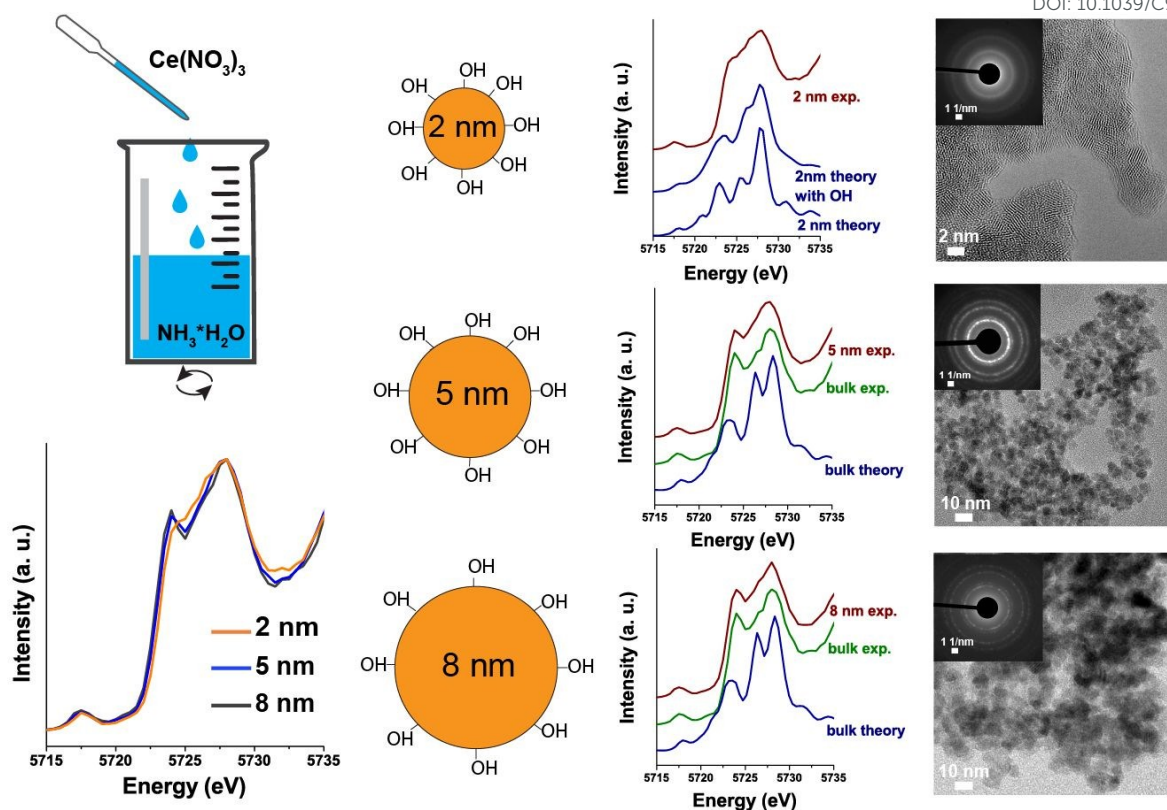 DOI: 10.1039/C9
Ce(NO₃)₃
NH₃*H₂O
OH
OH
OH
OH
OH
OH
OH
OH
2 nm
Intensity (a. u.)
2 nm exp.
2nm theory
with OH
2 nm theory
5715 5720 5725 5730 5735
Energy (eV)
1 1/nm
2 nm
OH
OH
OH
OH
OH
OH
OH
OH
5 nm
Intensity (a. u.)
5 nm exp.
bulk exp.
bulk theory
5715 5720 5725 5730 5735
Energy (eV)
1 1/nm
10 nm
Intensity (a. u.)
2 nm
5 nm
8 nm
5715 5720 5725 5730 5735
Energy (eV)
OH
OH
OH
OH
OH
OH
OH
OH
8 nm
Intensity (a. u.)
8 nm exp.
bulk exp.
bulk theory
5715 5720 5725 5730 5735
Energy (eV)
1 1/nm
10 nm